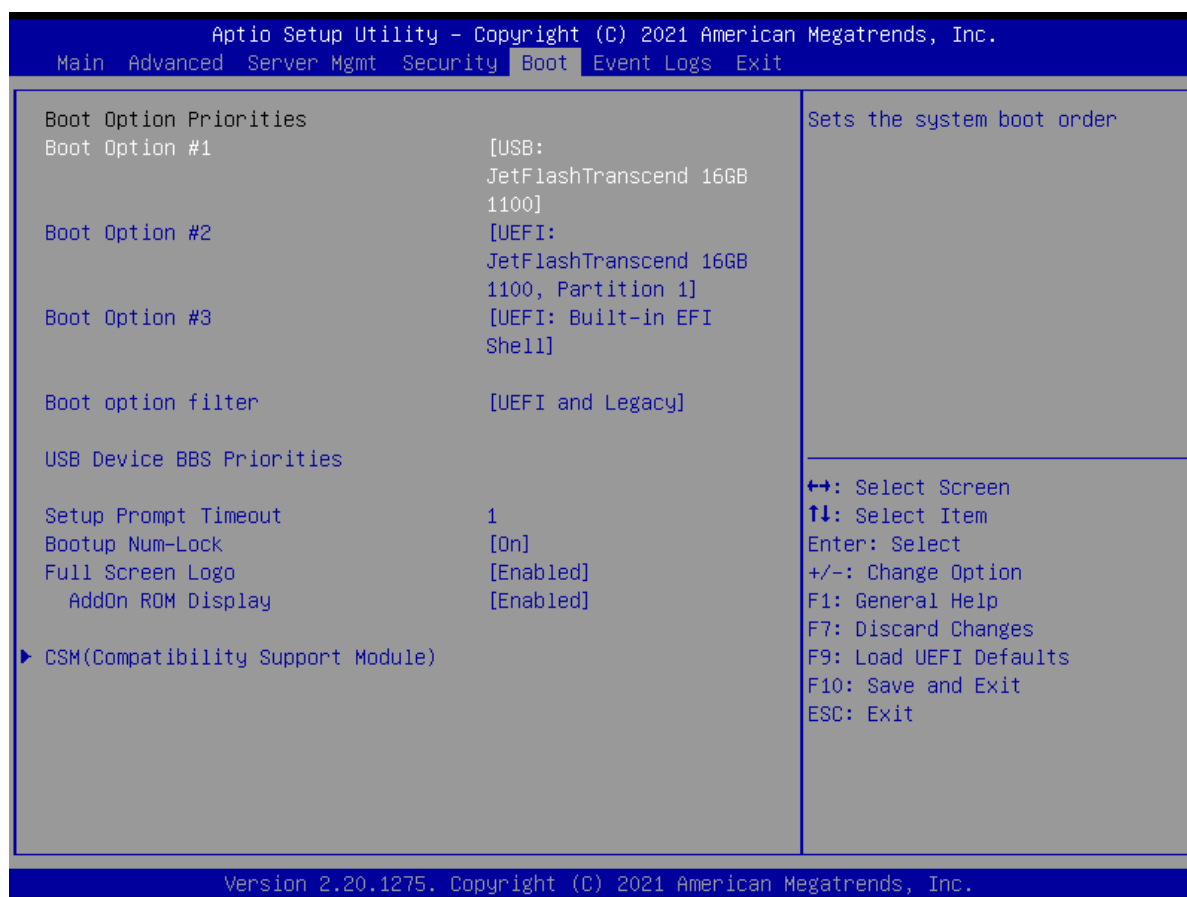 Aptio Setup Utility – Copyright (C) 2021 American Megatrends, Inc.
Main Advanced Server Mgmt Security Boot Event Logs Exit
Boot Option Priorities
Boot Option #1 [USB:
JetFlashTranscend 16GB
1100]
Boot Option #2 [UEFI:
JetFlashTranscend 16GB
1100, Partition 1]
Boot Option #3 [UEFI: Built-in EFI
Shell]
Boot option filter [UEFI and Legacy]
USB Device BBS Priorities
Setup Prompt Timeout 1
Bootup Num-Lock [On]
Full Screen Logo [Enabled]
AddOn ROM Display [Enabled]
► CSM(Compatibility Support Module)
Sets the system boot order
↔: Select Screen
↑↓: Select Item
Enter: Select
+/-: Change Option
F1: General Help
F7: Discard Changes
F9: Load UEFI Defaults
F10: Save and Exit
ESC: Exit
Version 2.20.1275. Copyright (C) 2021 American Megatrends, Inc.